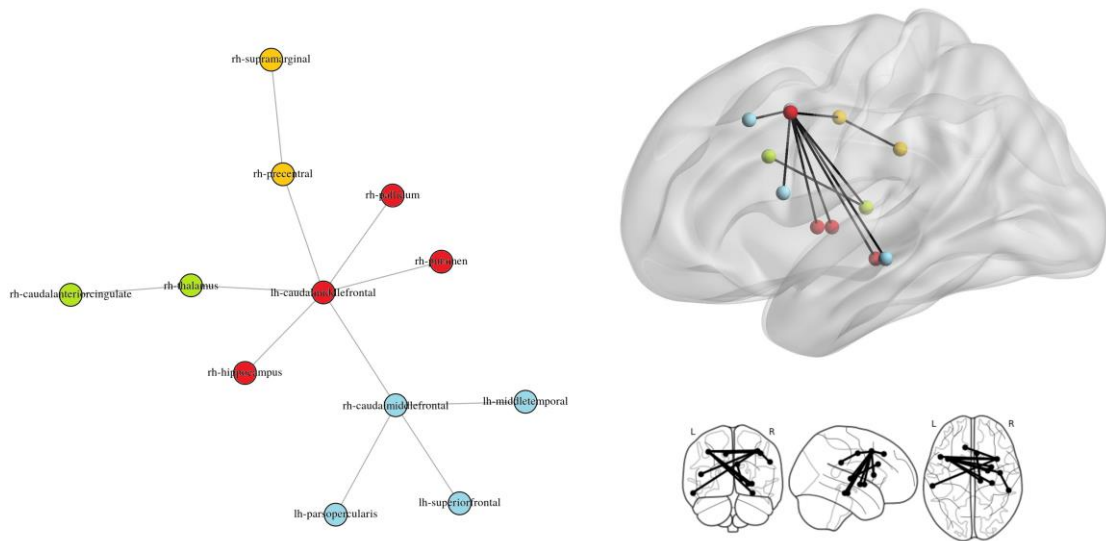 rh-supramarginal
rh-precentral
rh-pallidum
rh-putamen
rh-thalamus
rh-caudalanteriorcingulate
lh-caudalmiddlefrontal
rh-hippocampus
rh-caudalmiddlefrontal
lh-middletemporal
lh-superiorfrontal
lh-parsopercularis
L R
L R